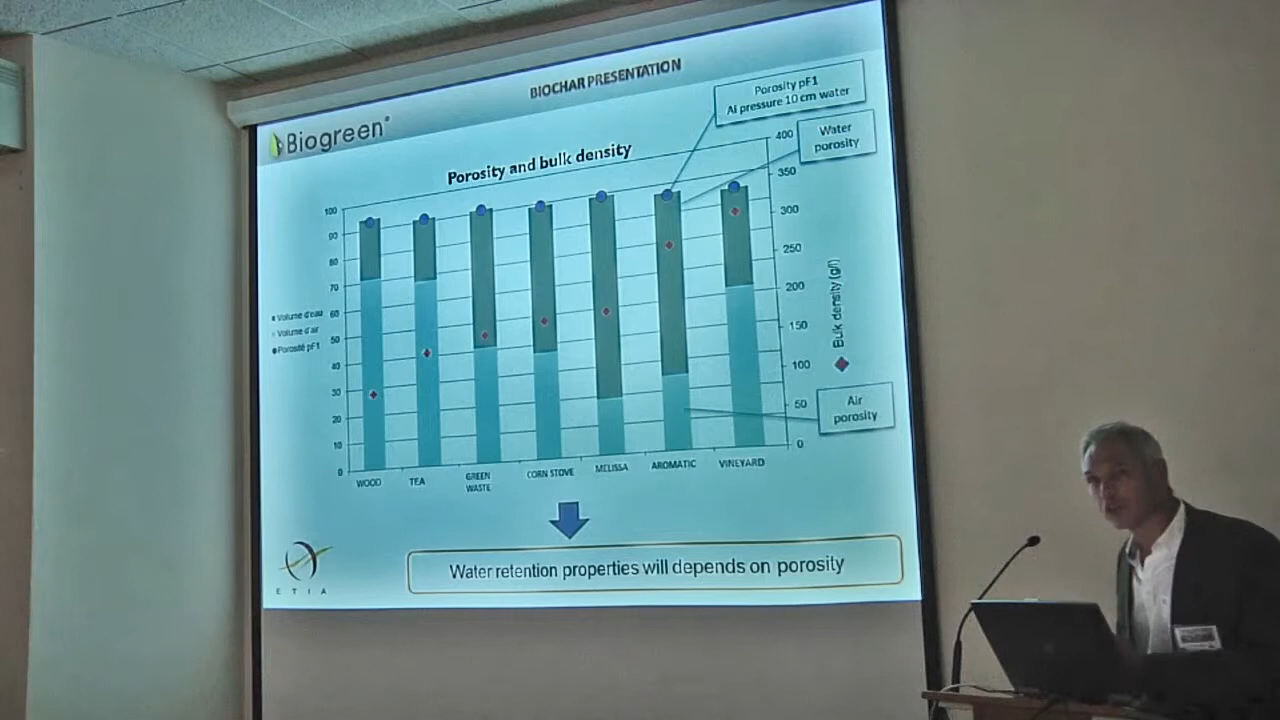 BIOCHAR PRESENTATION
Biogreen®
Porosity and bulk density
Porosity pF1
At pressure 10 cm water
Water
porosity
100
90
80
70
60
50
40
30
20
10
0
400
350
300
250
200
150
100
50
0
Bulk density (g/l)
Volume d'eau
Volume d'air
Porosité pF1
Air
porosity
WOOD
TEA
GREEN
WASTE
CORN STOVE
MELISSA
AROMATIC
VINEYARD
Water retention properties will depends on porosity
ETIA